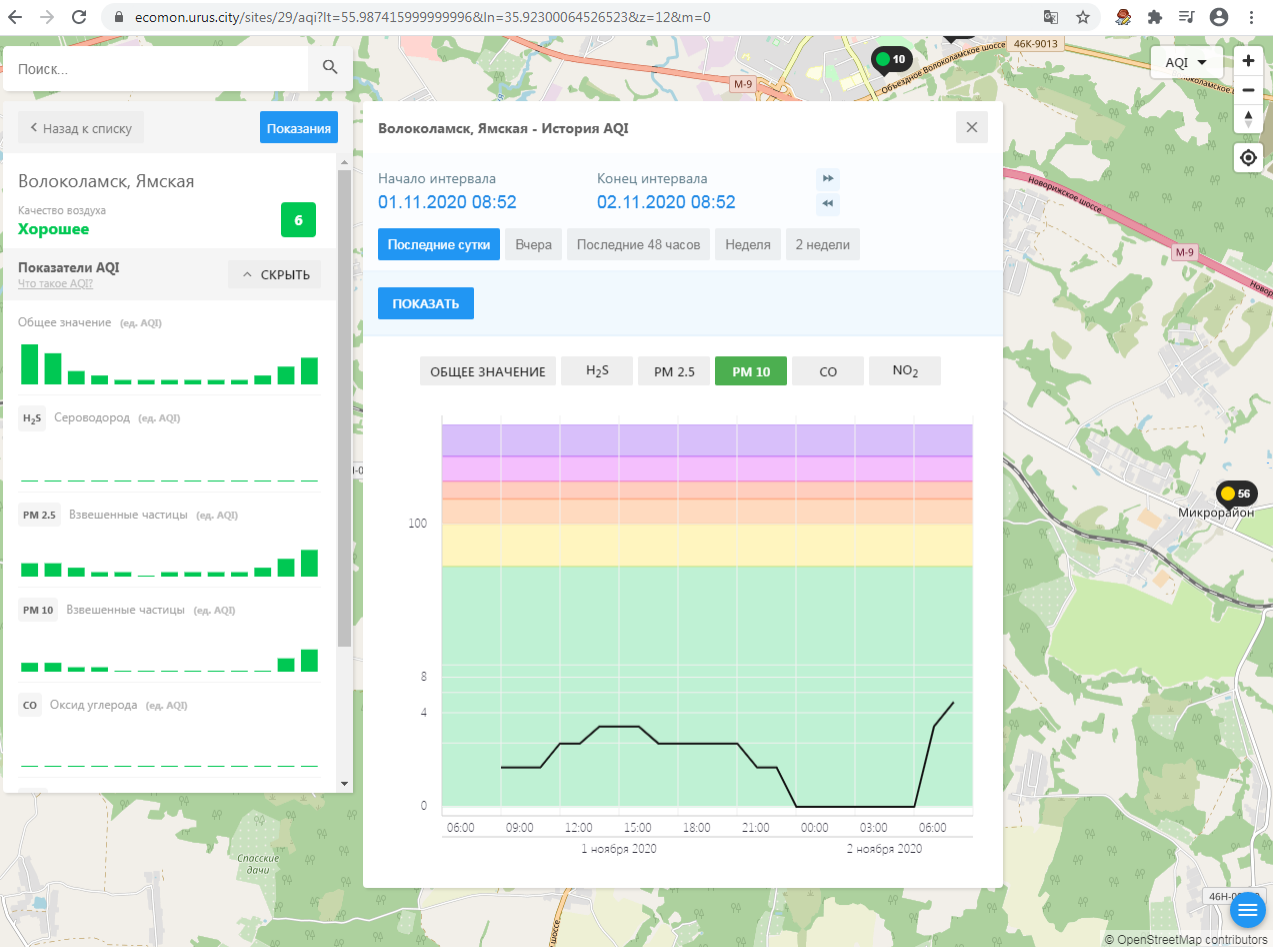 ecomon.urus.city/sites/29/aqi?lt=55.987415999999996&ln=35.92300064526523&z=12&m=0
Поиск...
Назад к списку
Показания
Волоколамск, Ямская
Качество воздуха
Хорошее
6
Показатели AQI
Что такое AQI?
СКРЫТЬ
Общее значение (ед. AQI)
H₂S Сероводород (ед. AQI)
PM 2.5 Взвешенные частицы (ед. AQI)
PM 10 Взвешенные частицы (ед. AQI)
CO Оксид углерода (ед. AQI)
Волоколамск, Ямская - История AQI
Начало интервала
01.11.2020 08:52
Конец интервала
02.11.2020 08:52
Последние сутки
Вчера
Последние 48 часов
Неделя
2 недели
ПОКАЗАТЬ
ОБЩЕЕ ЗНАЧЕНИЕ
H₂S
PM 2.5
PM 10
CO
NO₂
100
8
4
0
06:00 09:00 12:00 15:00 18:00 21:00 00:00 03:00 06:00
1 ноября 2020 2 ноября 2020
10
М-9
Объездное Волоколамское шоссе
46К-9013
AQI
Новорижское шоссе
М-9
56
Микрорайон
Спасские
дачи
© OpenStreetMap contributors